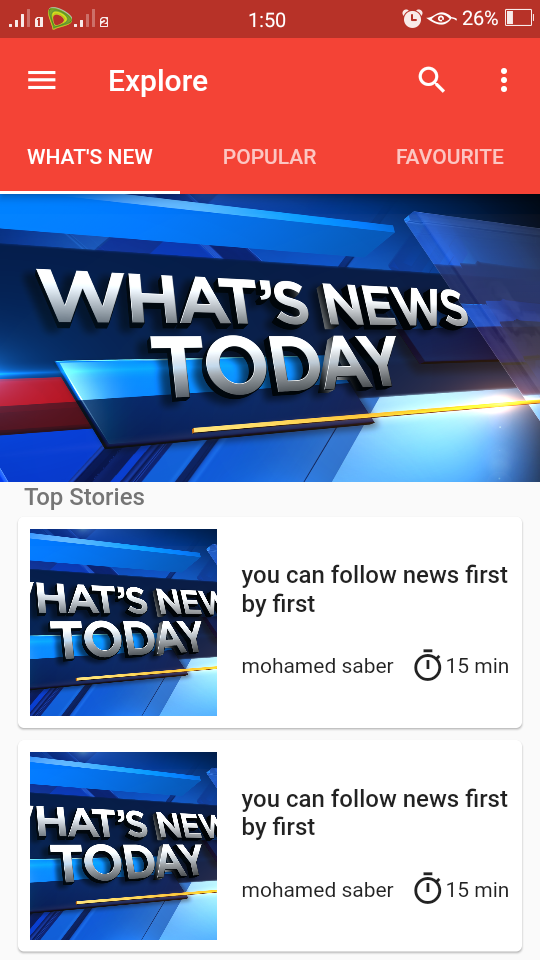 1 2 1:50 26%
Explore
WHAT'S NEW POPULAR FAVOURITE
WHAT'S NEWS
TODAY
Top Stories
WHAT'S NEW
TODAY
you can follow news first
by first
mohamed saber 15 min
WHAT'S NEW
TODAY
you can follow news first
by first
mohamed saber 15 min